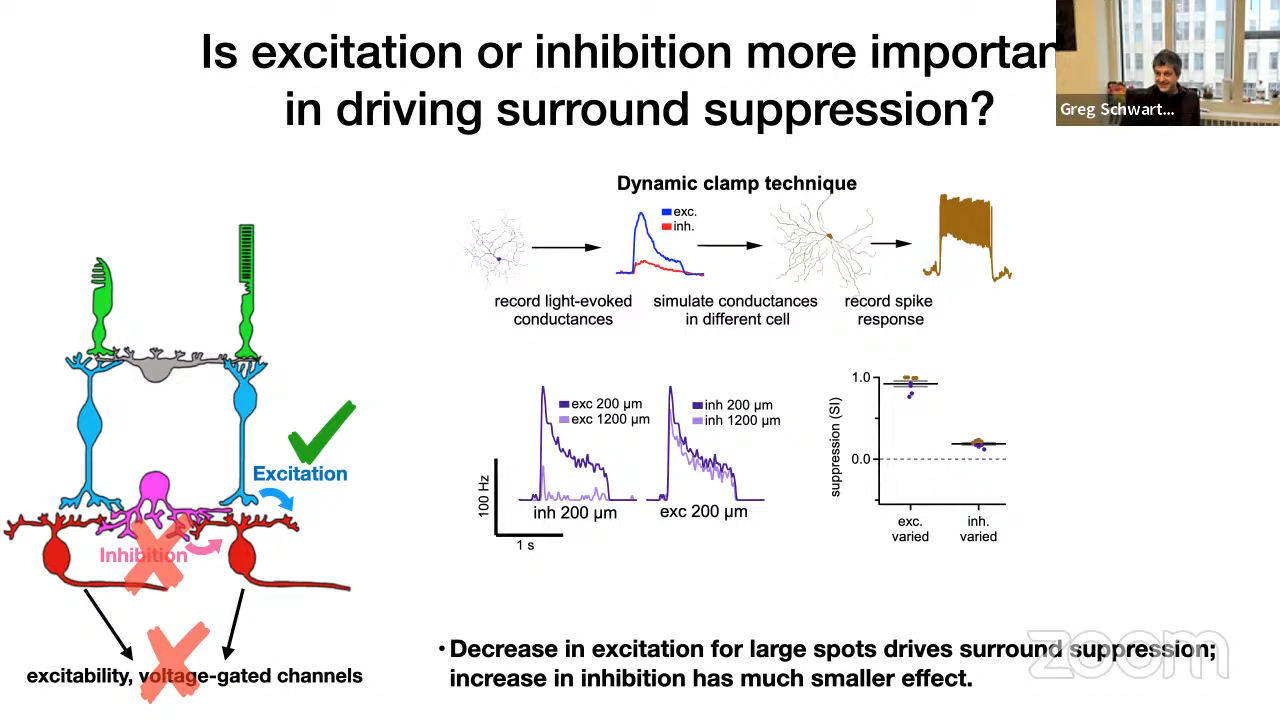 Is excitation or inhibition more importan
in driving surround suppression?
Greg Schwart...
Dynamic clamp technique
exc.
inh.
record light-evoked
conductances
simulate conductances
in different cell
record spike
response
Excitation
Inhibition
excitability, voltage-gated channels
exc 200 µm
exc 1200 µm
inh 200 µm
inh 1200 µm
100 Hz
1 s
inh 200 µm
exc 200 µm
suppression (SI)
1.0
0.0
exc.
varied
inh.
varied
• Decrease in excitation for large spots drives surround suppression;
increase in inhibition has much smaller effect.
zoom